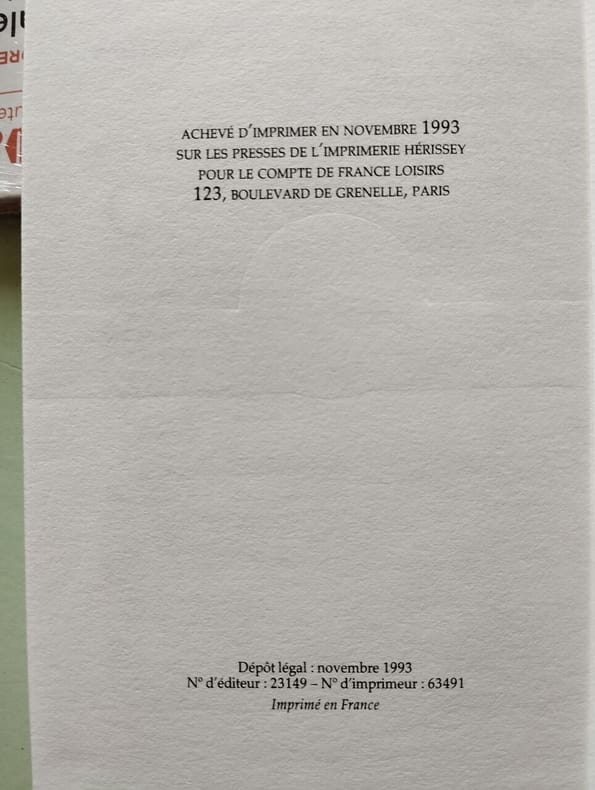 ACHEVÉ D'IMPRIMER EN NOVEMBRE 1993
SUR LES PRESSES DE L'IMPRIMERIE HÉRISSEY
POUR LE COMPTE DE FRANCE LOISIRS
123, BOULEVARD DE GRENELLE, PARIS
Dépôt légal : novembre 1993
N° d'éditeur : 23149 – N° d'imprimeur : 63491
Imprimé en France